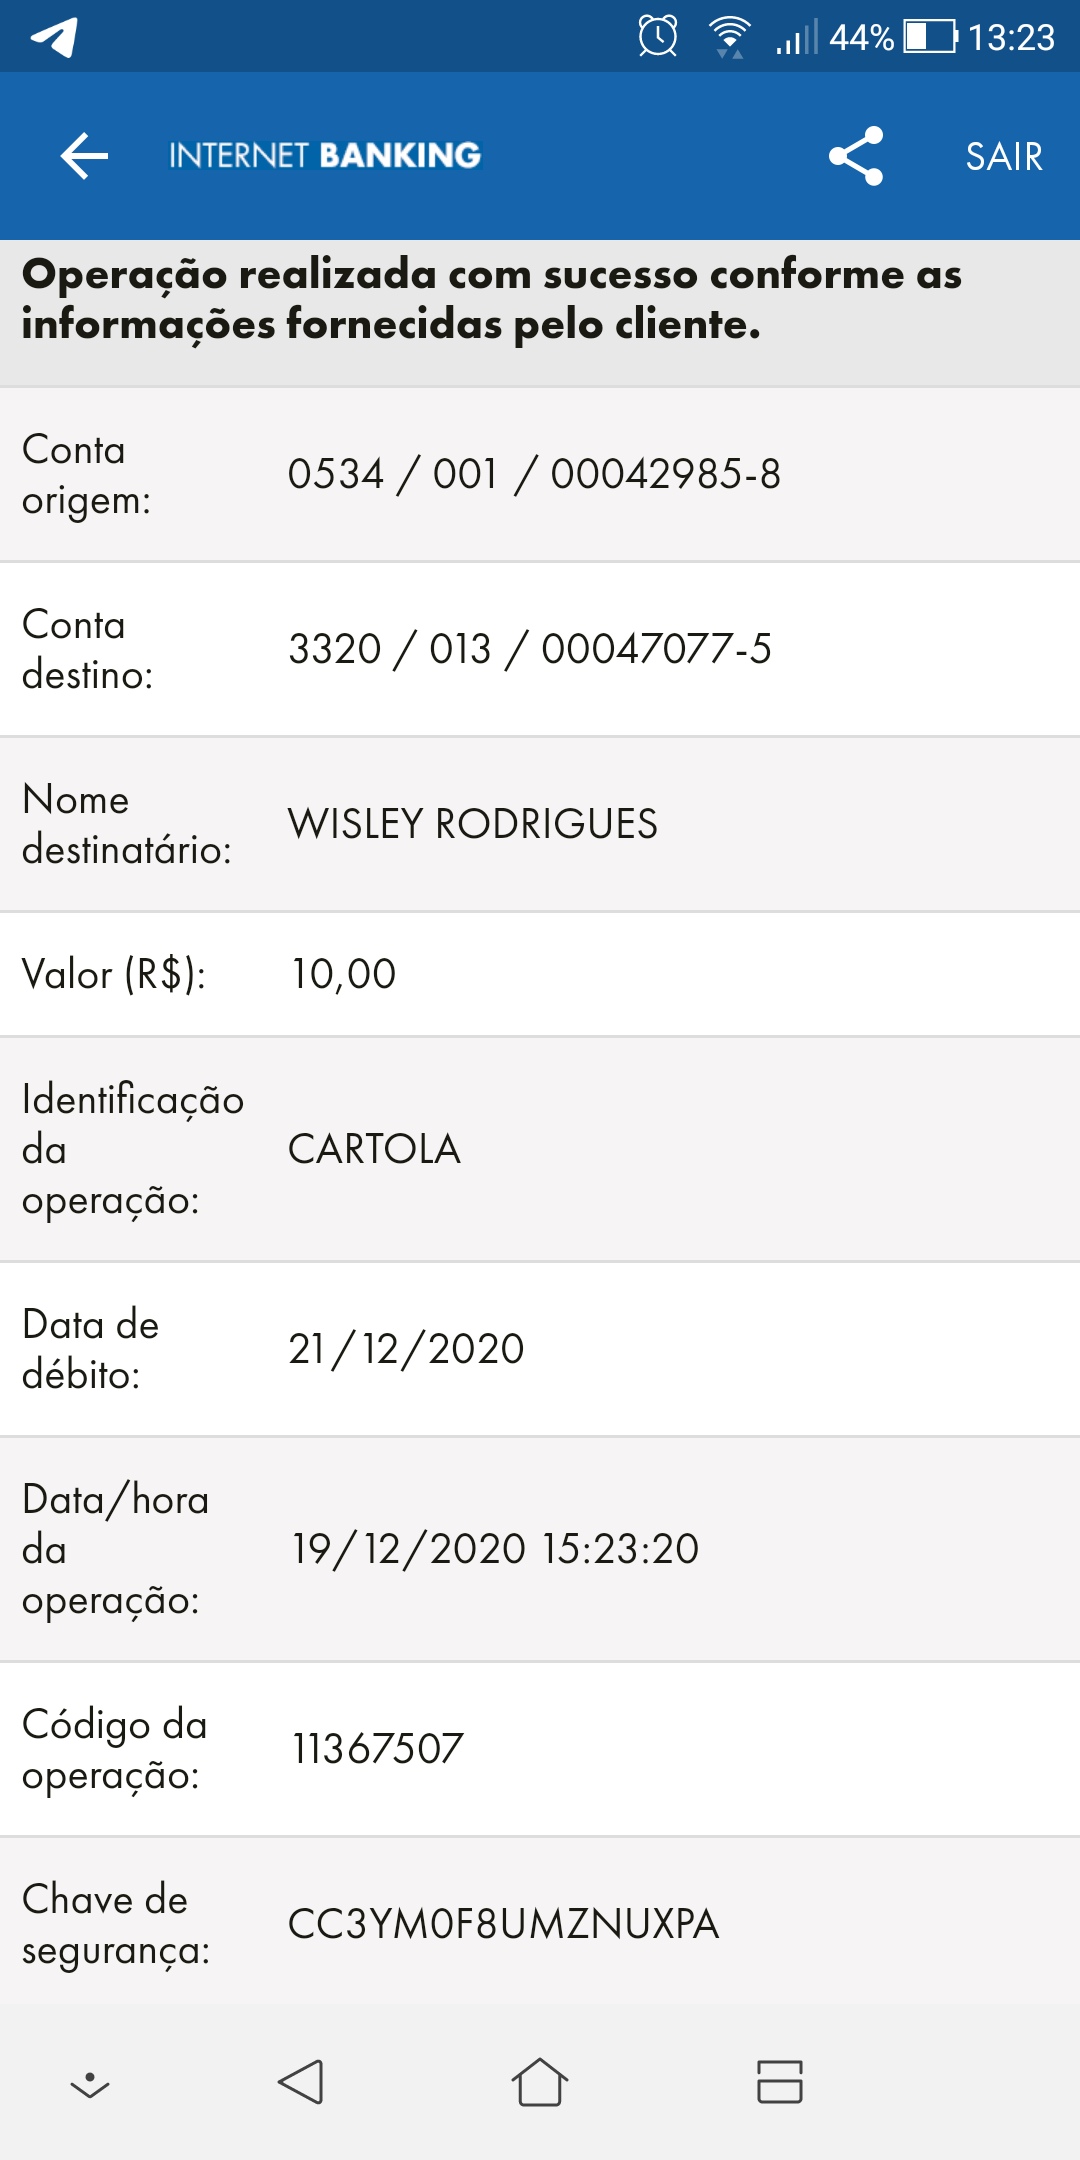 44% 13:23
INTERNET BANKING SAIR
Operação realizada com sucesso conforme as
informações fornecidas pelo cliente.
Conta
origem:
0534 / 001 / 00042985-8
Conta
destino:
3320 / 013 / 00047077-5
Nome
destinatário:
WISLEY RODRIGUES
Valor (R$): 10,00
Identificação
da
operação:
CARTOLA
Data de
débito:
21/12/2020
Data/hora
da
operação:
19/12/2020 15:23:20
Código da
operação:
11367507
Chave de
segurança:
CC3YM0F8UMZNUXPA